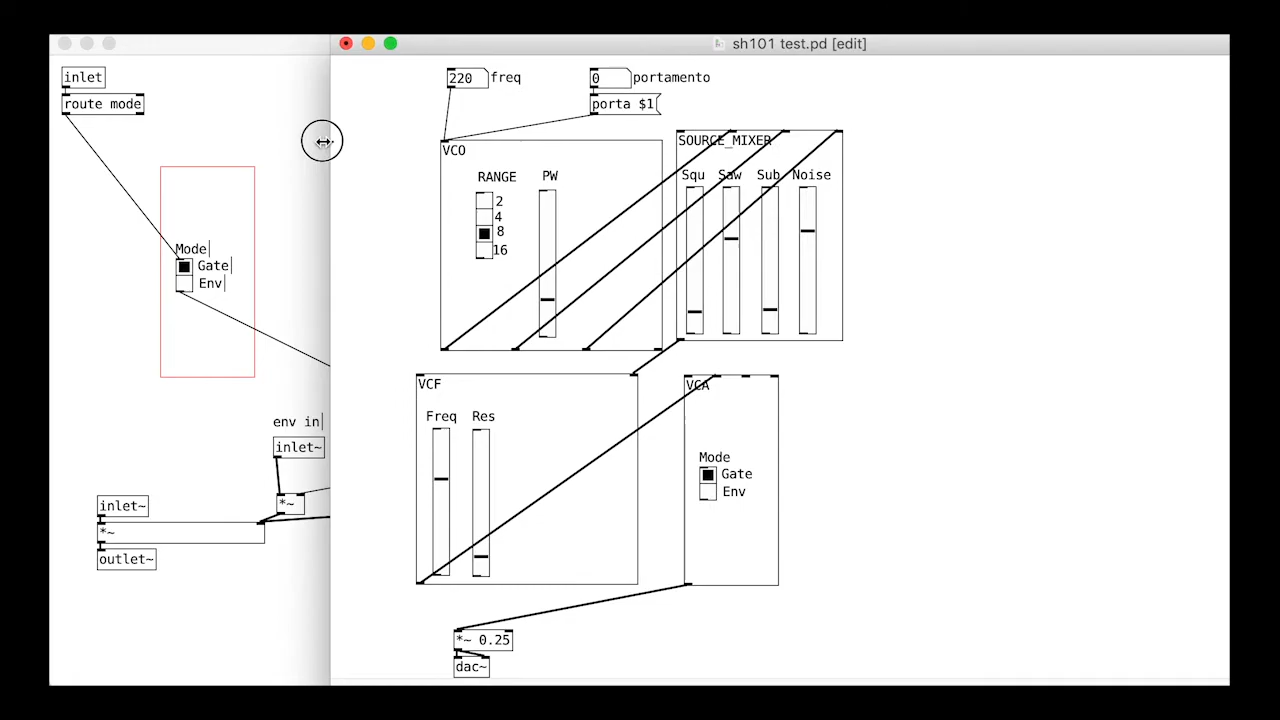 sh101 test.pd [edit]
inlet
route mode
Mode
Gate
Env
env in
inlet~
*~
inlet~
*~
outlet~
220 freq
0 portamento
porta $1
VCO
RANGE PW
2
4
8
16
SOURCE_MIXER
Squ Saw Sub Noise
VCF
Freq Res
VCA
Mode
Gate
Env
*~ 0.25
dac~